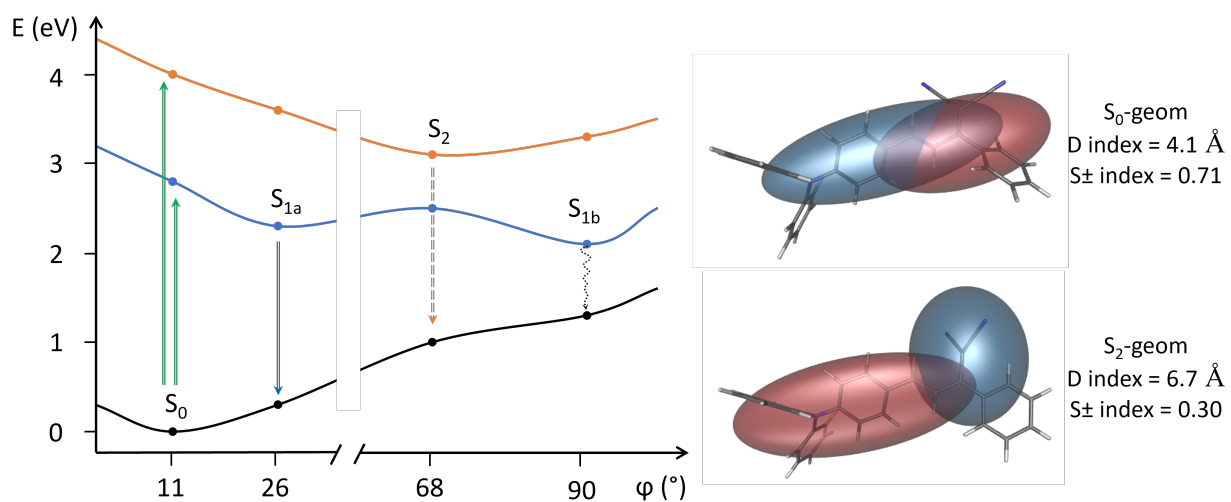 E (eV)
4
3
2
1
0
S₂
S₁ₐ
S₁b
S₀
11
26
68
90
φ (°)
S₀-geom
D index = 4.1 Å
S± index = 0.71
S₂-geom
D index = 6.7 Å
S± index = 0.30